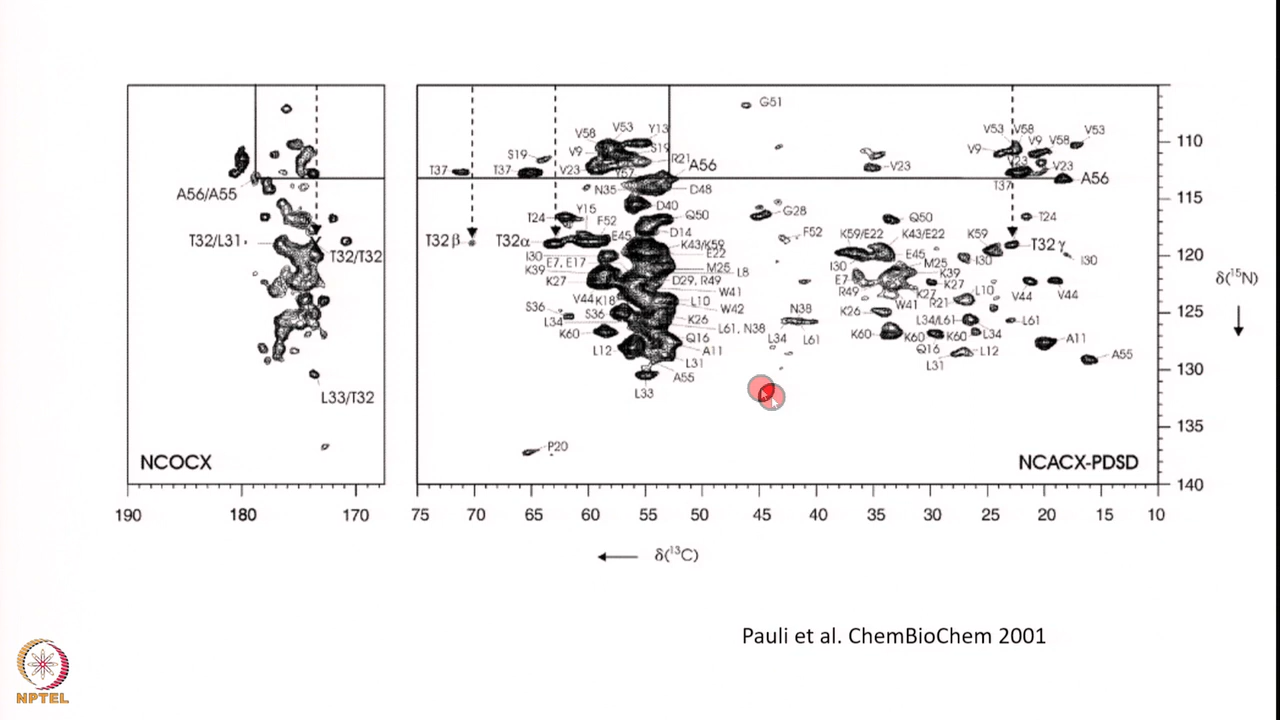 G51
V53
V58
Y13
V53 V58
V53
S19
V9
S19
V9
V9
V58
A56
R21
T37
T37
V23
Y57
V23
V23
V23
A56
A56/A55
N35
D48
T37
D40
T24
Y15
Q50
G28
Q50
T24
F52
D14
F52
K59/E22
K43/E22
K59
T32/L31
T32β
T32α
E45
K43/K59
T32γ
T32/T32
I30
E22
E45
I30
I30
E7, E17
M25
I30
M25
K39
L8
K39
K27
D29, R49
E7
K27
W41
R49
K27
L10
V44
K18
L10
W41
R21
V44
V44
S36
S36
W42
N38
K26
L34
K26
L34/L61
L61
K60
L61, N38
L34
L61
K60
K60
K60
L34
Q16
A11
L12
A11
Q16
L12
L31
L31
A55
A55
L33/T32
L33
P20
NCOCX
NCACX-PDSD
110
115
120
125
130
135
140
δ(¹⁵N)
190 180 170 75 70 65 60 55 50 45 40 35 30 25 20 15 10
δ(¹³C)
Pauli et al. ChemBioChem 2001
NPTEL